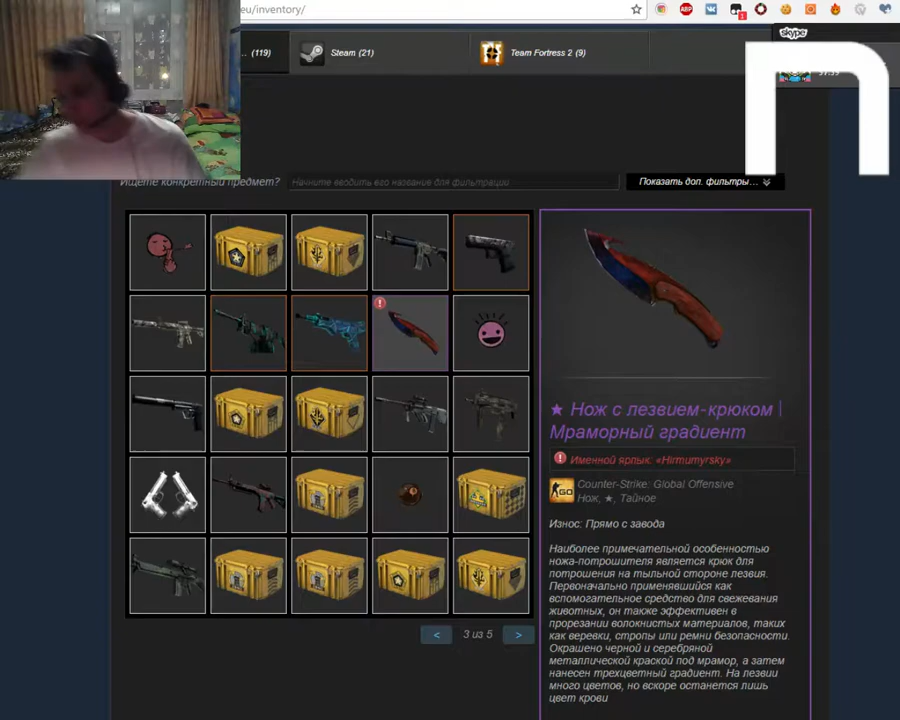 eu/inventory/
skype
... (119)
Steam (21)
Team Fortress 2 (9)
п
Ищете конкретный предмет?
Начните вводить его название для фильтрации
Показать доп. фильтры...
★ Нож с лезвием-крюком |
Мраморный градиент
Именной ярлык: «Hirmumyrsky»
Counter-Strike: Global Offensive
Нож, ★, Тайное
GO
Износ: Прямо с завода
Наиболее примечательной особенностью
ножа-потрошителя является крюк для
потрошения на тыльной стороне лезвия.
Первоначально применявшийся как
вспомогательное средство для свежевания
животных, он также эффективен в
прорезании волокнистых материалов, таких
как веревки, стропы или ремни безопасности.
Окрашено черной и серебряной
металлической краской под мрамор, а затем
нанесен трехцветный градиент. На лезвии
много цветов, но вскоре останется лишь
цвет крови
< 3 из 5 >